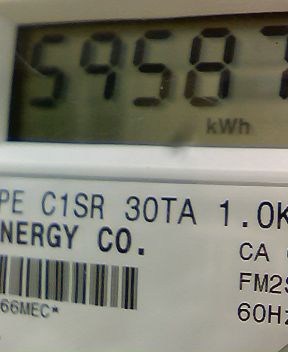 59587
kWh
PE C1SR 30TA 1.0K
NERGY CO.
CA
FM2S
66MEC*
60Hz